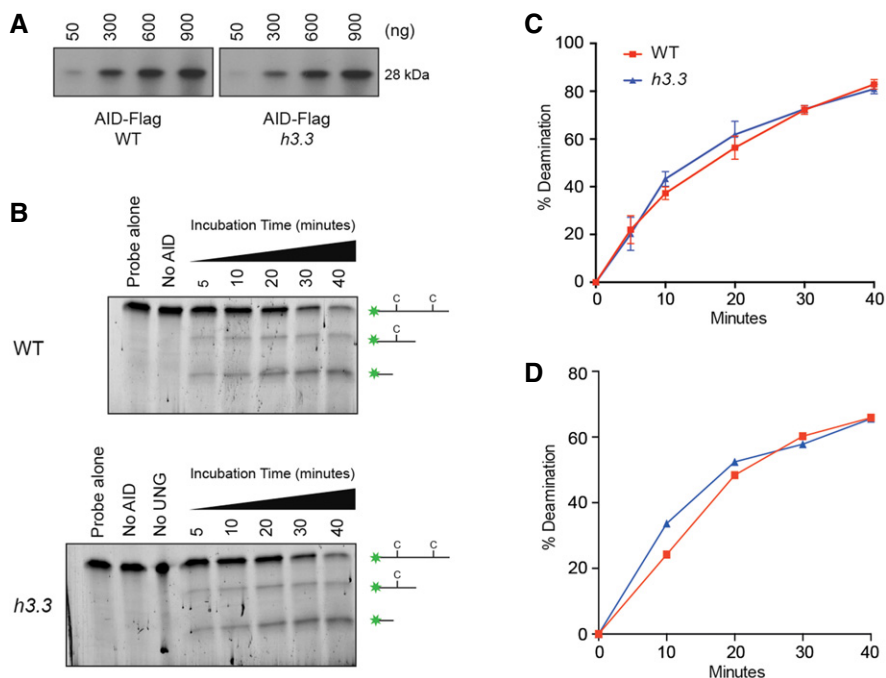 A
50 300 600 900 (ng)
50 300 600 900
28 kDa
AID-Flag
WT
AID-Flag
h3.3
B
Probe alone
No AID
Incubation Time (minutes)
5 10 20 30 40
WT
C C
C
Probe alone
No AID
No UNG
Incubation Time (minutes)
5 10 20 30 40
h3.3
C C
C
C
WT
h3.3
% Deamination
100
80
60
40
20
0
0 10 20 30 40
Minutes
D
% Deamination
80
60
40
20
0
0 10 20 30 40
Minutes